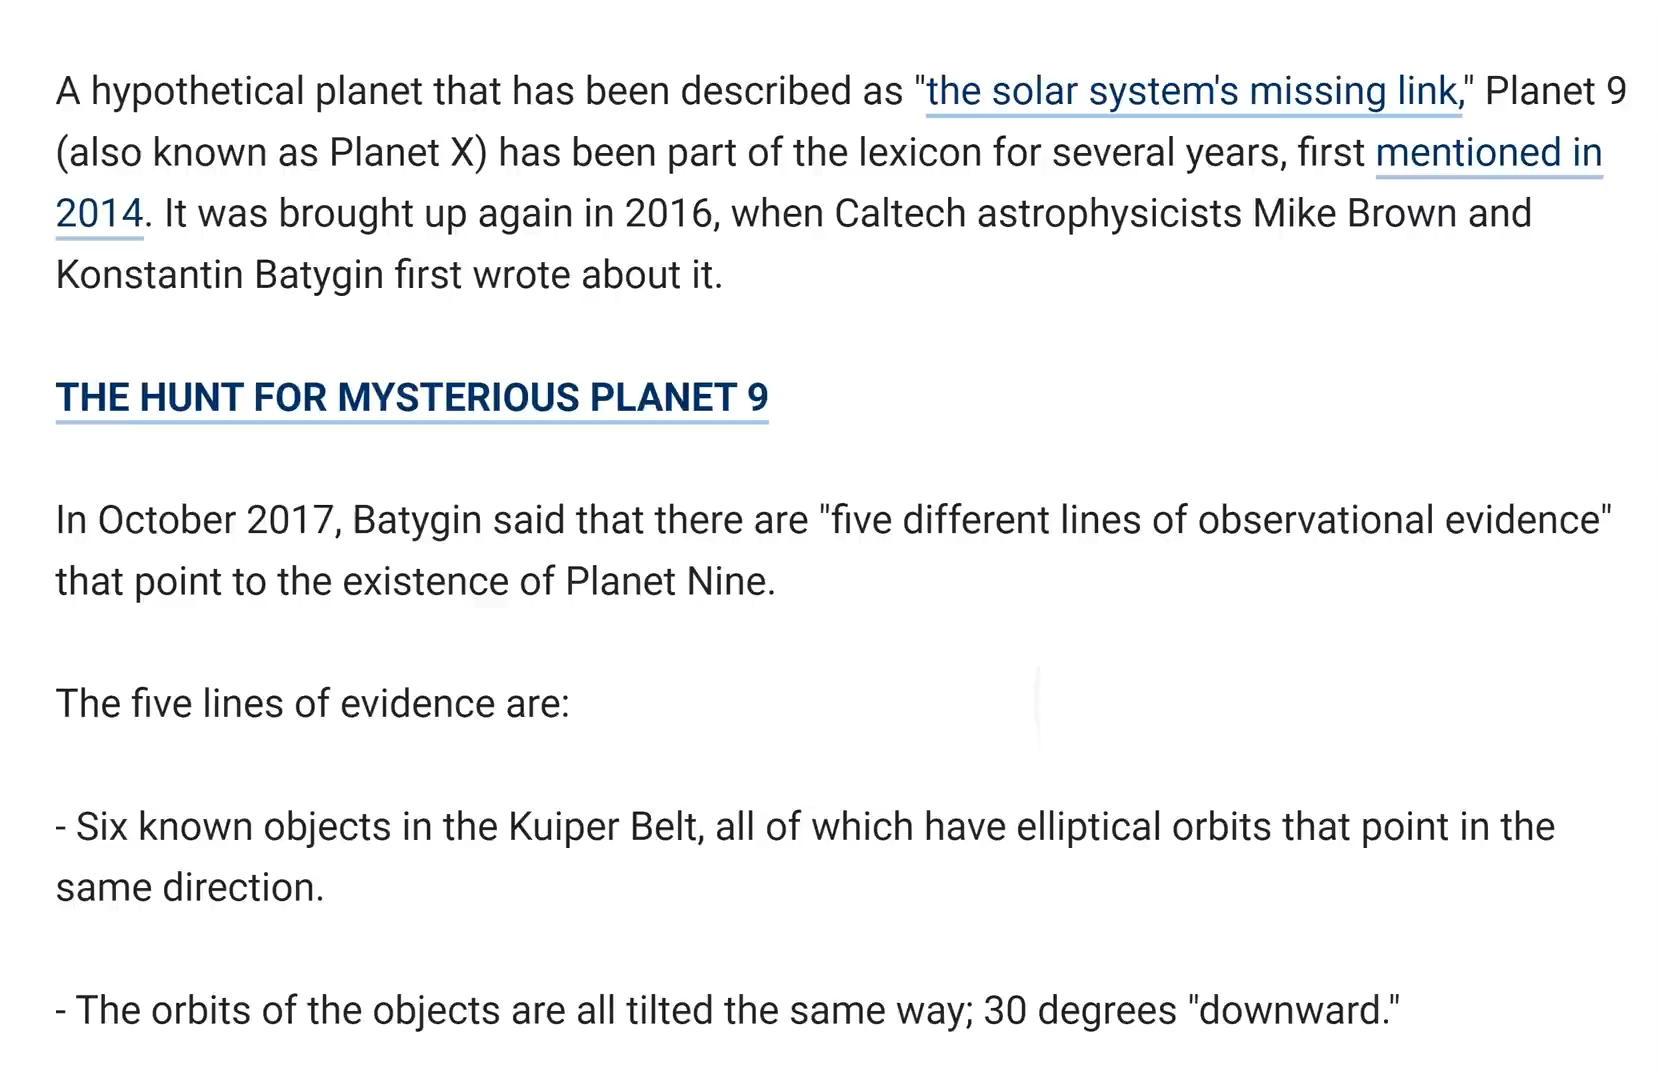 A hypothetical planet that has been described as "the solar system's missing link," Planet 9
(also known as Planet X) has been part of the lexicon for several years, first mentioned in
2014. It was brought up again in 2016, when Caltech astrophysicists Mike Brown and
Konstantin Batygin first wrote about it.
THE HUNT FOR MYSTERIOUS PLANET 9
In October 2017, Batygin said that there are "five different lines of observational evidence"
that point to the existence of Planet Nine.
The five lines of evidence are:
- Six known objects in the Kuiper Belt, all of which have elliptical orbits that point in the
same direction.
- The orbits of the objects are all tilted the same way; 30 degrees "downward."